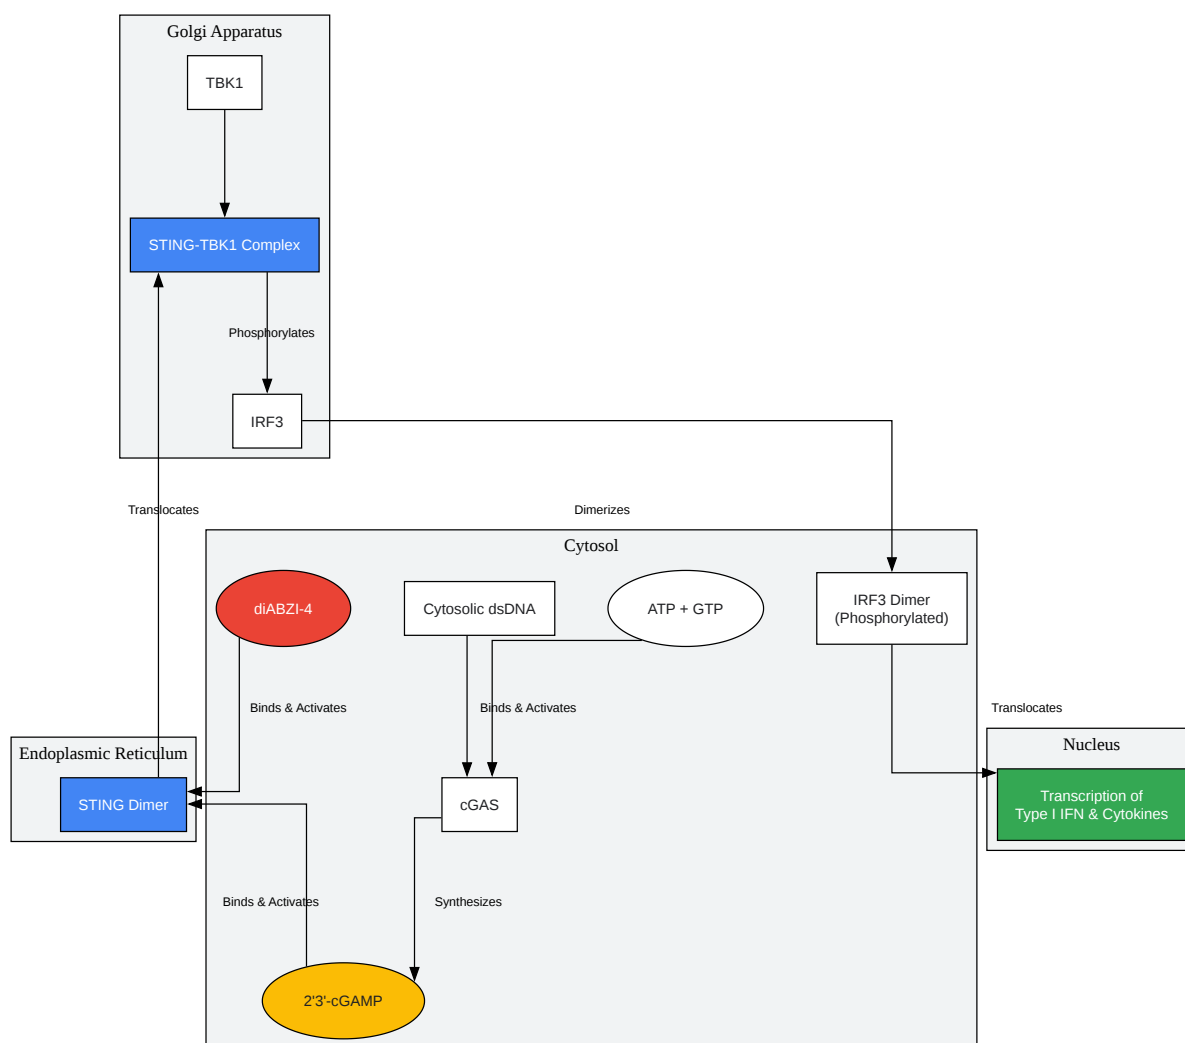 Golgi Apparatus
TBK1
STING-TBK1 Complex
Phosphorylates
IRF3
Translocates
Dimerizes
Cytosol
diABZI-4
Cytosolic dsDNA
ATP + GTP
IRF3 Dimer
(Phosphorylated)
Binds & Activates
Binds & Activates
Translocates
Endoplasmic Reticulum
Nucleus
STING Dimer
cGAS
Transcription of
Type I IFN & Cytokines
Binds & Activates
Synthesizes
2'3'-cGAMP